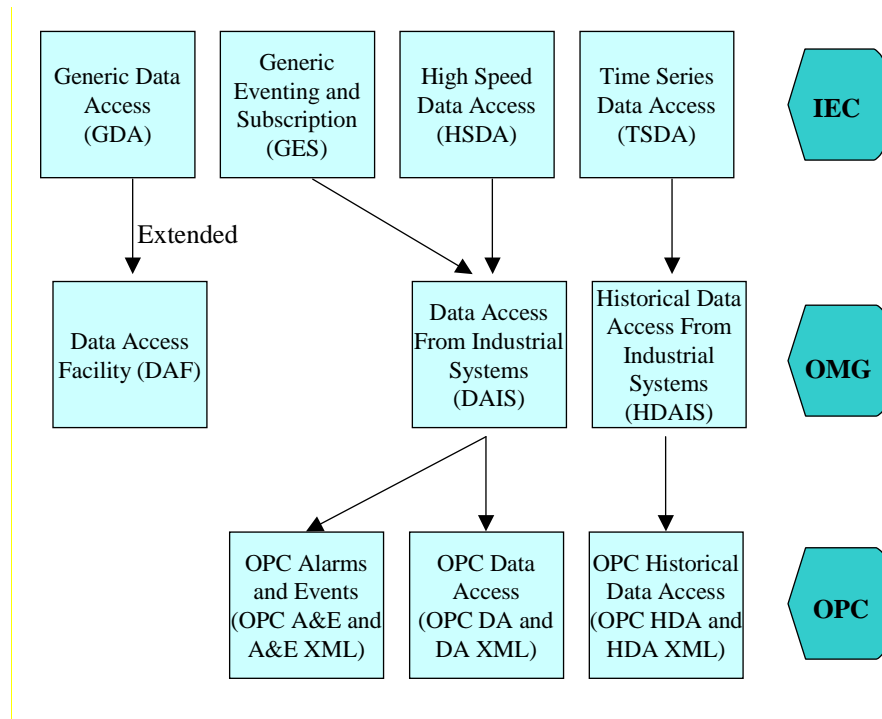 Generic Data
Access
(GDA)
Generic
Eventing and
Subscription
(GES)
High Speed
Data Access
(HSDA)
Time Series
Data Access
(TSDA)
IEC
Extended
Data Access
Facility (DAF)
Data Access
From Industrial
Systems
(DAIS)
Historical Data
Access From
Industrial
Systems
(HDAIS)
OMG
OPC Alarms
and Events
(OPC A&E and
A&E XML)
OPC Data
Access
(OPC DA and
DA XML)
OPC Historical
Data Access
(OPC HDA and
HDA XML)
OPC